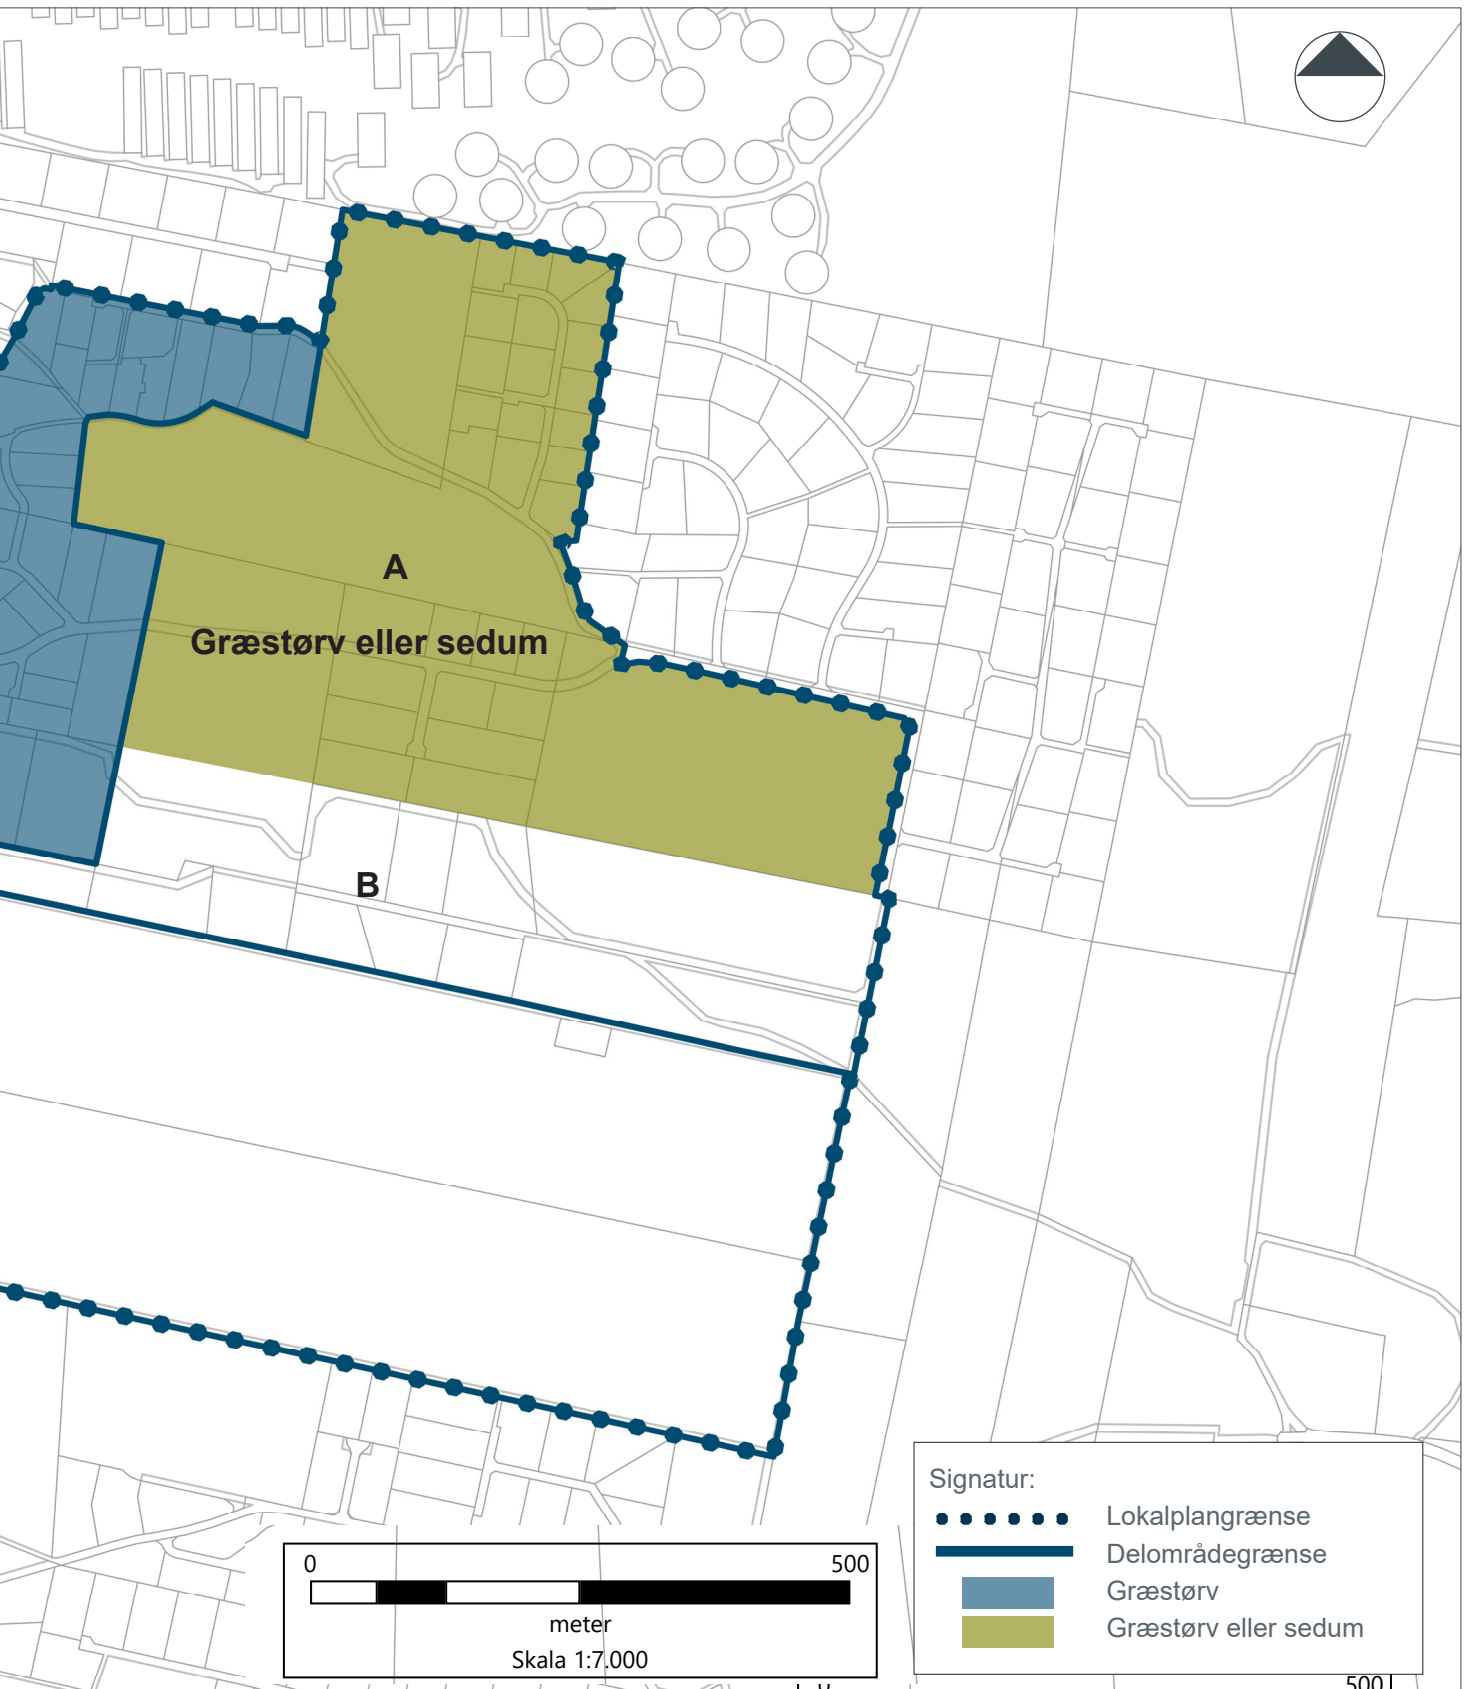 A
Græstørv eller sedum
B
Signatur:
Lokalplangrænse
Delområdegrænse
Græstørv
Græstørv eller sedum
0 500
meter
Skala 1:7.000
500